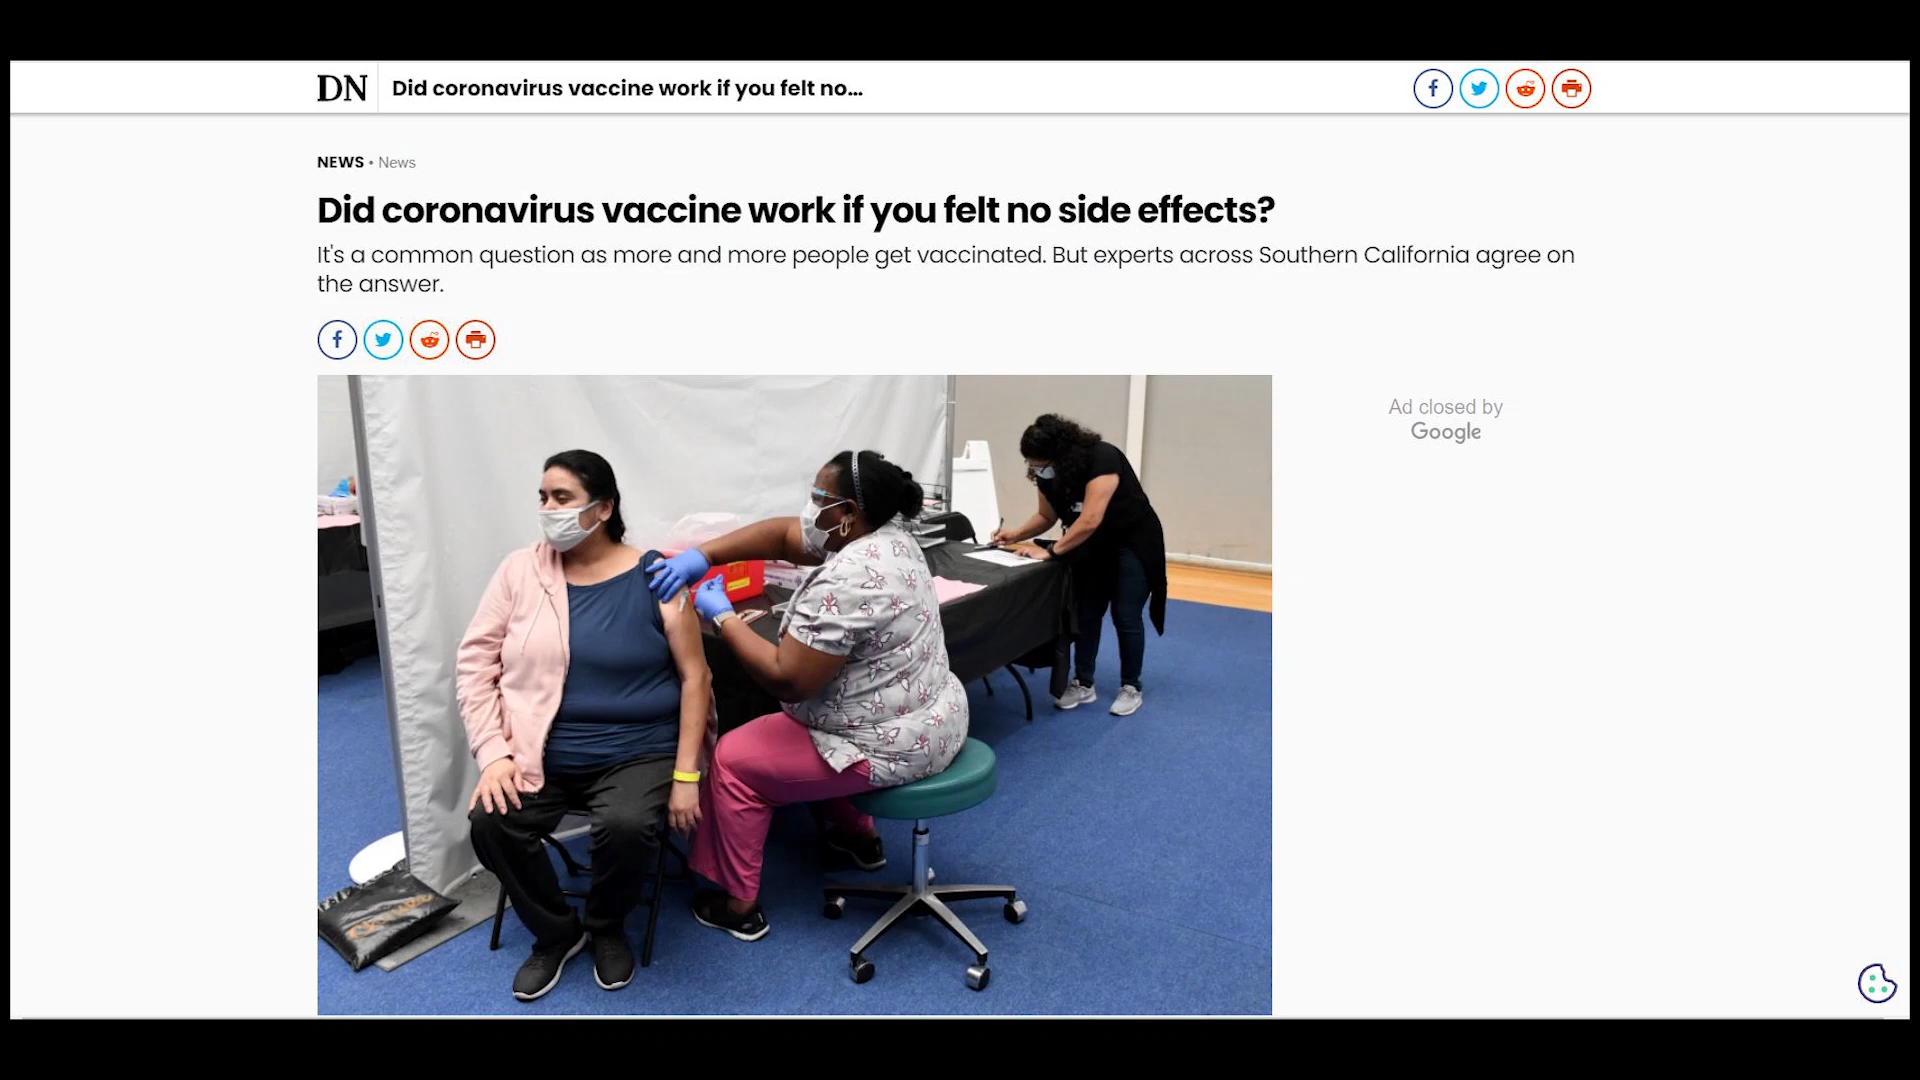 DN
Did coronavirus vaccine work if you felt no...
NEWS • News
Did coronavirus vaccine work if you felt no side effects?
It's a common question as more and more people get vaccinated. But experts across Southern California agree on
the answer.
Ad closed by
Google